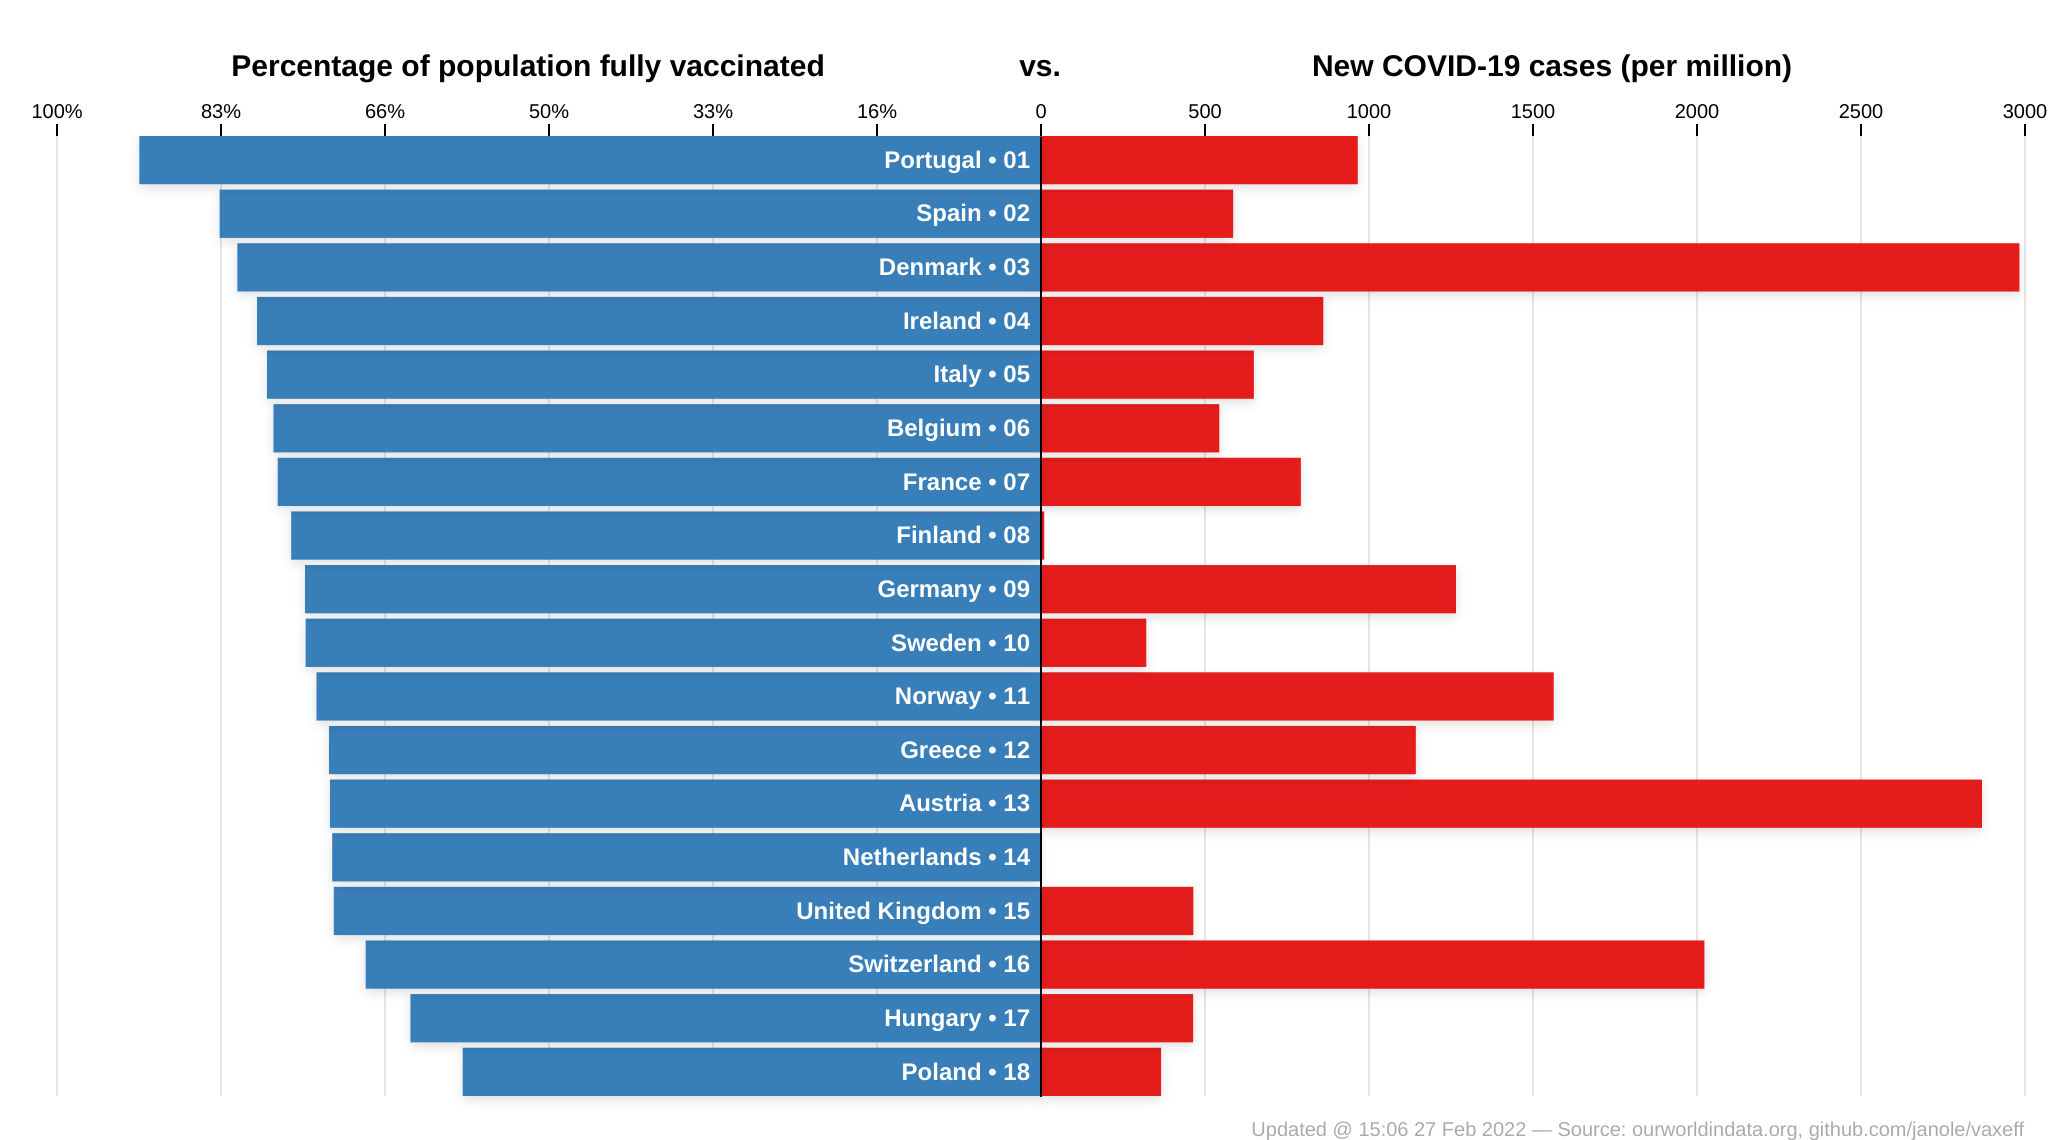 Percentage of population fully vaccinated vs. New COVID-19 cases (per million)
100% 83% 66% 50% 33% 16% 0 500 1000 1500 2000 2500 3000
Portugal • 01
Spain • 02
Denmark • 03
Ireland • 04
Italy • 05
Belgium • 06
France • 07
Finland • 08
Germany • 09
Sweden • 10
Norway • 11
Greece • 12
Austria • 13
Netherlands • 14
United Kingdom • 15
Switzerland • 16
Hungary • 17
Poland • 18
Updated @ 15:06 27 Feb 2022 — Source: ourworldindata.org, github.com/janole/vaxeff